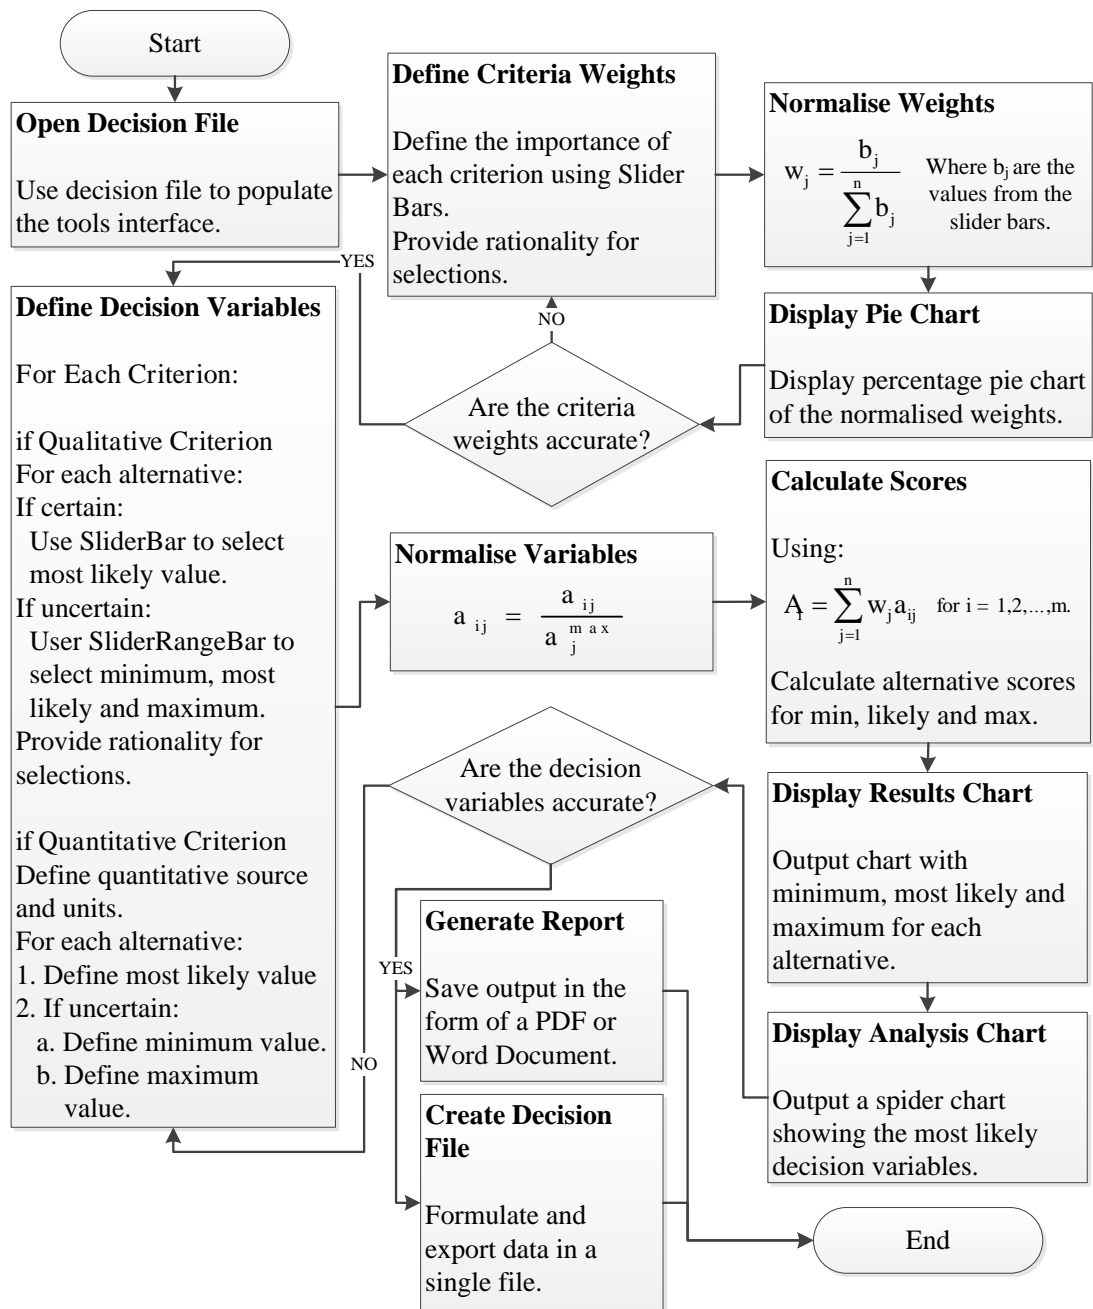 Start
Open Decision File
Use decision file to populate
the tools interface.
Define Criteria Weights
Define the importance of
each criterion using Slider
Bars.
Provide rationality for
selections.
Normalise Weights
w_j = b_j / ∑_{j=1}^{n} b_j
Where b_j are the
values from the
slider bars.
Display Pie Chart
Display percentage pie chart
of the normalised weights.
Are the criteria
weights accurate?
NO
YES
Define Decision Variables
For Each Criterion:
if Qualitative Criterion
For each alternative:
If certain:
Use SliderBar to select
most likely value.
If uncertain:
User SliderRangeBar to
select minimum, most
likely and maximum.
Provide rationality for
selections.
if Quantitative Criterion
Define quantitative source
and units.
For each alternative:
1. Define most likely value
2. If uncertain:
a. Define minimum value.
b. Define maximum
value.
Normalise Variables
a_{ij} = a_{ij} / a_j^{max}
Calculate Scores
Using:
A_i = ∑_{j=1}^{n} w_j a_{ij} for i = 1,2,...,m.
Calculate alternative scores
for min, likely and max.
Display Results Chart
Output chart with
minimum, most likely and
maximum for each
alternative.
Display Analysis Chart
Output a spider chart
showing the most likely
decision variables.
Are the decision
variables accurate?
YES
NO
Generate Report
Save output in the
form of a PDF or
Word Document.
Create Decision
File
Formulate and
export data in a
single file.
End